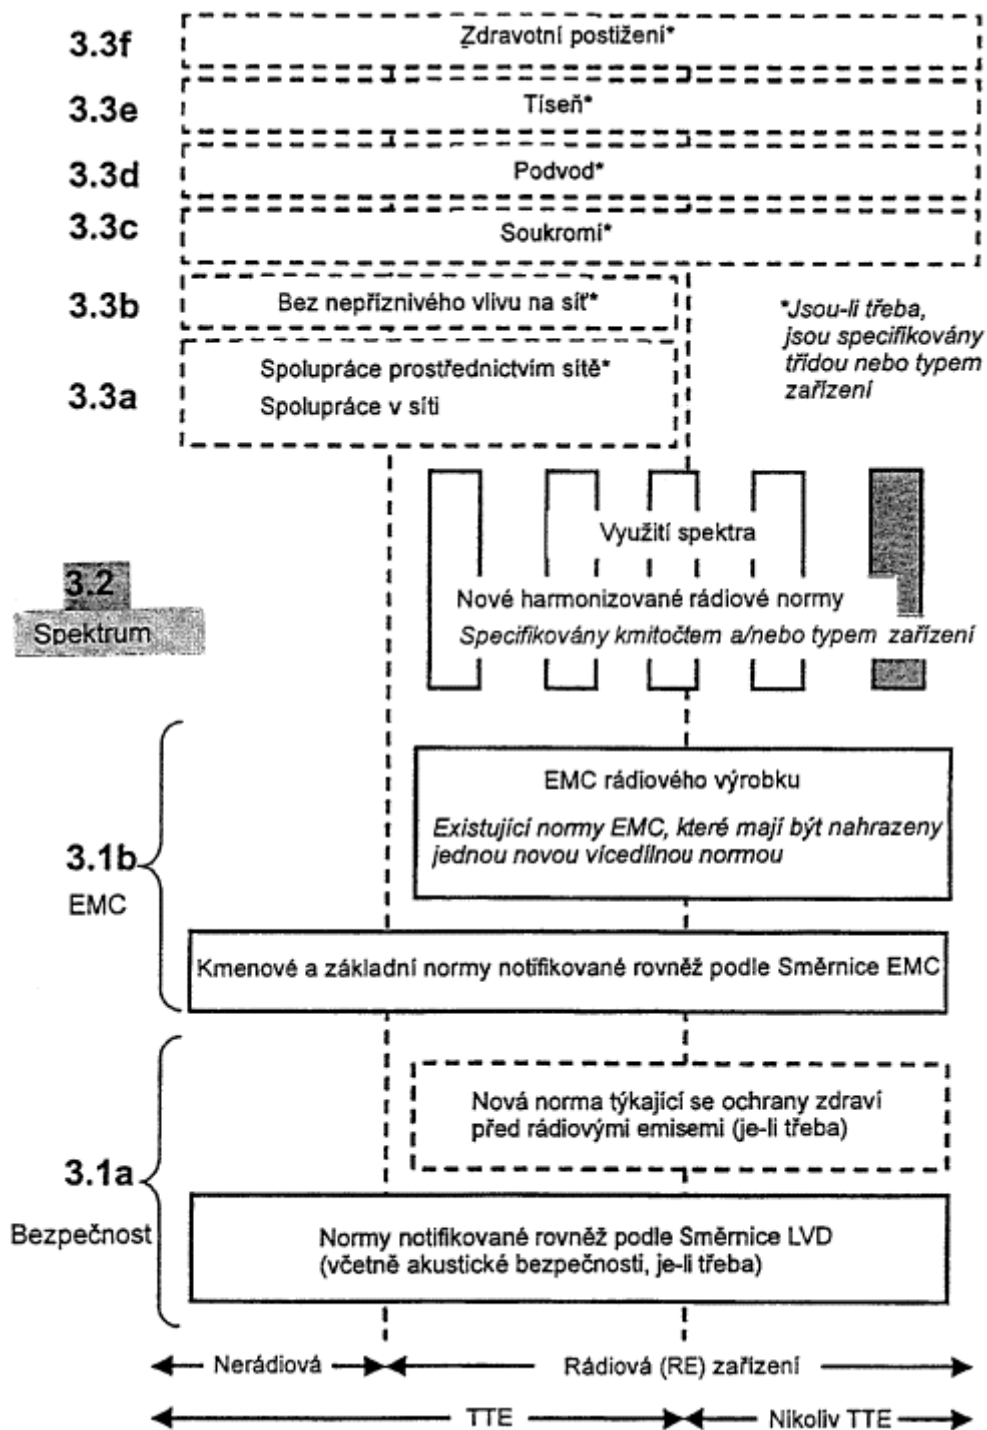 3.3f
Zdravotní postižení*
3.3e
Tíseň*
3.3d
Podvod*
3.3c
Soukromí*
3.3b
Bez nepříznivého vlivu na síť*
*Jsou-li třeba,
jsou specifikovány
třídou nebo typem
zařízení
3.3a
Spolupráce prostřednictvím sítě*
Spolupráce v síti
Využití spektra
3.2
Spektrum
Nové harmonizované rádiové normy
Specifikovány kmitočtem a/nebo typem zařízení
3.1b
EMC
EMC rádiového výrobku
Existující normy EMC, které mají být nahrazeny
jednou novou vícedílnou normou
Kmenové a základní normy notifikované rovněž podle Směrnice EMC
3.1a
Bezpečnost
Nová norma týkající se ochrany zdraví
před rádiovými emisemi (je-li třeba)
Normy notifikované rovněž podle Směrnice LVD
(včetně akustické bezpečnosti, je-li třeba)
Nerádiová
Rádiová (RE) zařízení
TTE
Nikoliv TTE